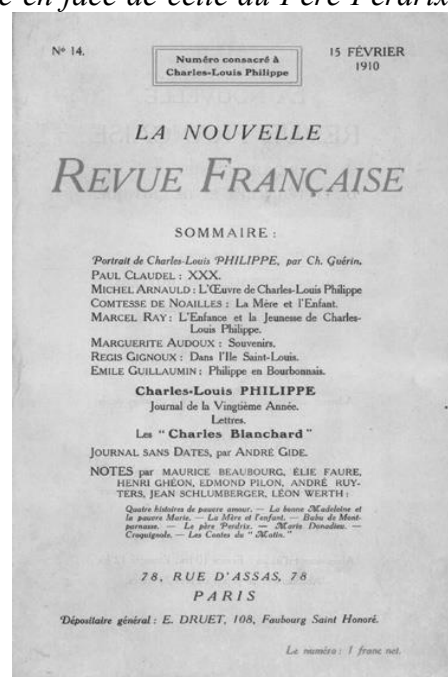 en face de celle du Père Perdrix
Nº 14.
Numéro consacré à
Charles-Louis Philippe
15 FÉVRIER
1910
LA NOUVELLE
REVUE FRANÇAISE
SOMMAIRE :
Portrait de Charles-Louis PHILIPPE, par Ch. Guérin.
PAUL CLAUDEL : XXX.
MICHEL ARNAULD : L'Œuvre de Charles-Louis Philippe
COMTESSE DE NOAILLES : La Mère et l'Enfant.
MARCEL RAY : L'Enfance et la Jeunesse de Charles-
Louis Philippe.
MARGUERITE AUDOUX : Souvenirs.
REGIS GIGNOUX : Dans l'Ile Saint-Louis.
EMILE GUILLAUMIN : Philippe en Bourbonnais.
Charles-Louis PHILIPPE
Journal de la Vingtième Année.
Lettres.
Les " Charles Blanchard "
JOURNAL SANS DATES, par ANDRÉ GIDE.
NOTES par MAURICE BEAUBOURG, ÉLIE FAURE,
HENRI GHÉON, EDMOND PILON, ANDRÉ RUY-
TERS, JEAN SCHLUMBERGER, LÉON WERTH :
Quatre histoires de pauvre amour. — La bonne Madeleine et
la pauvre Marie. — La Mère et l'enfant. — Bubu de Mont-
parnasse. — Le père Perdrix. — Marie Donadieu. —
Croquignole. — Les Contes du " Matin. "
78, RUE D'ASSAS, 78
PARIS
Dépositaire général : E. DRUET, 108, Faubourg Saint Honoré.
Le numéro : 1 franc net.